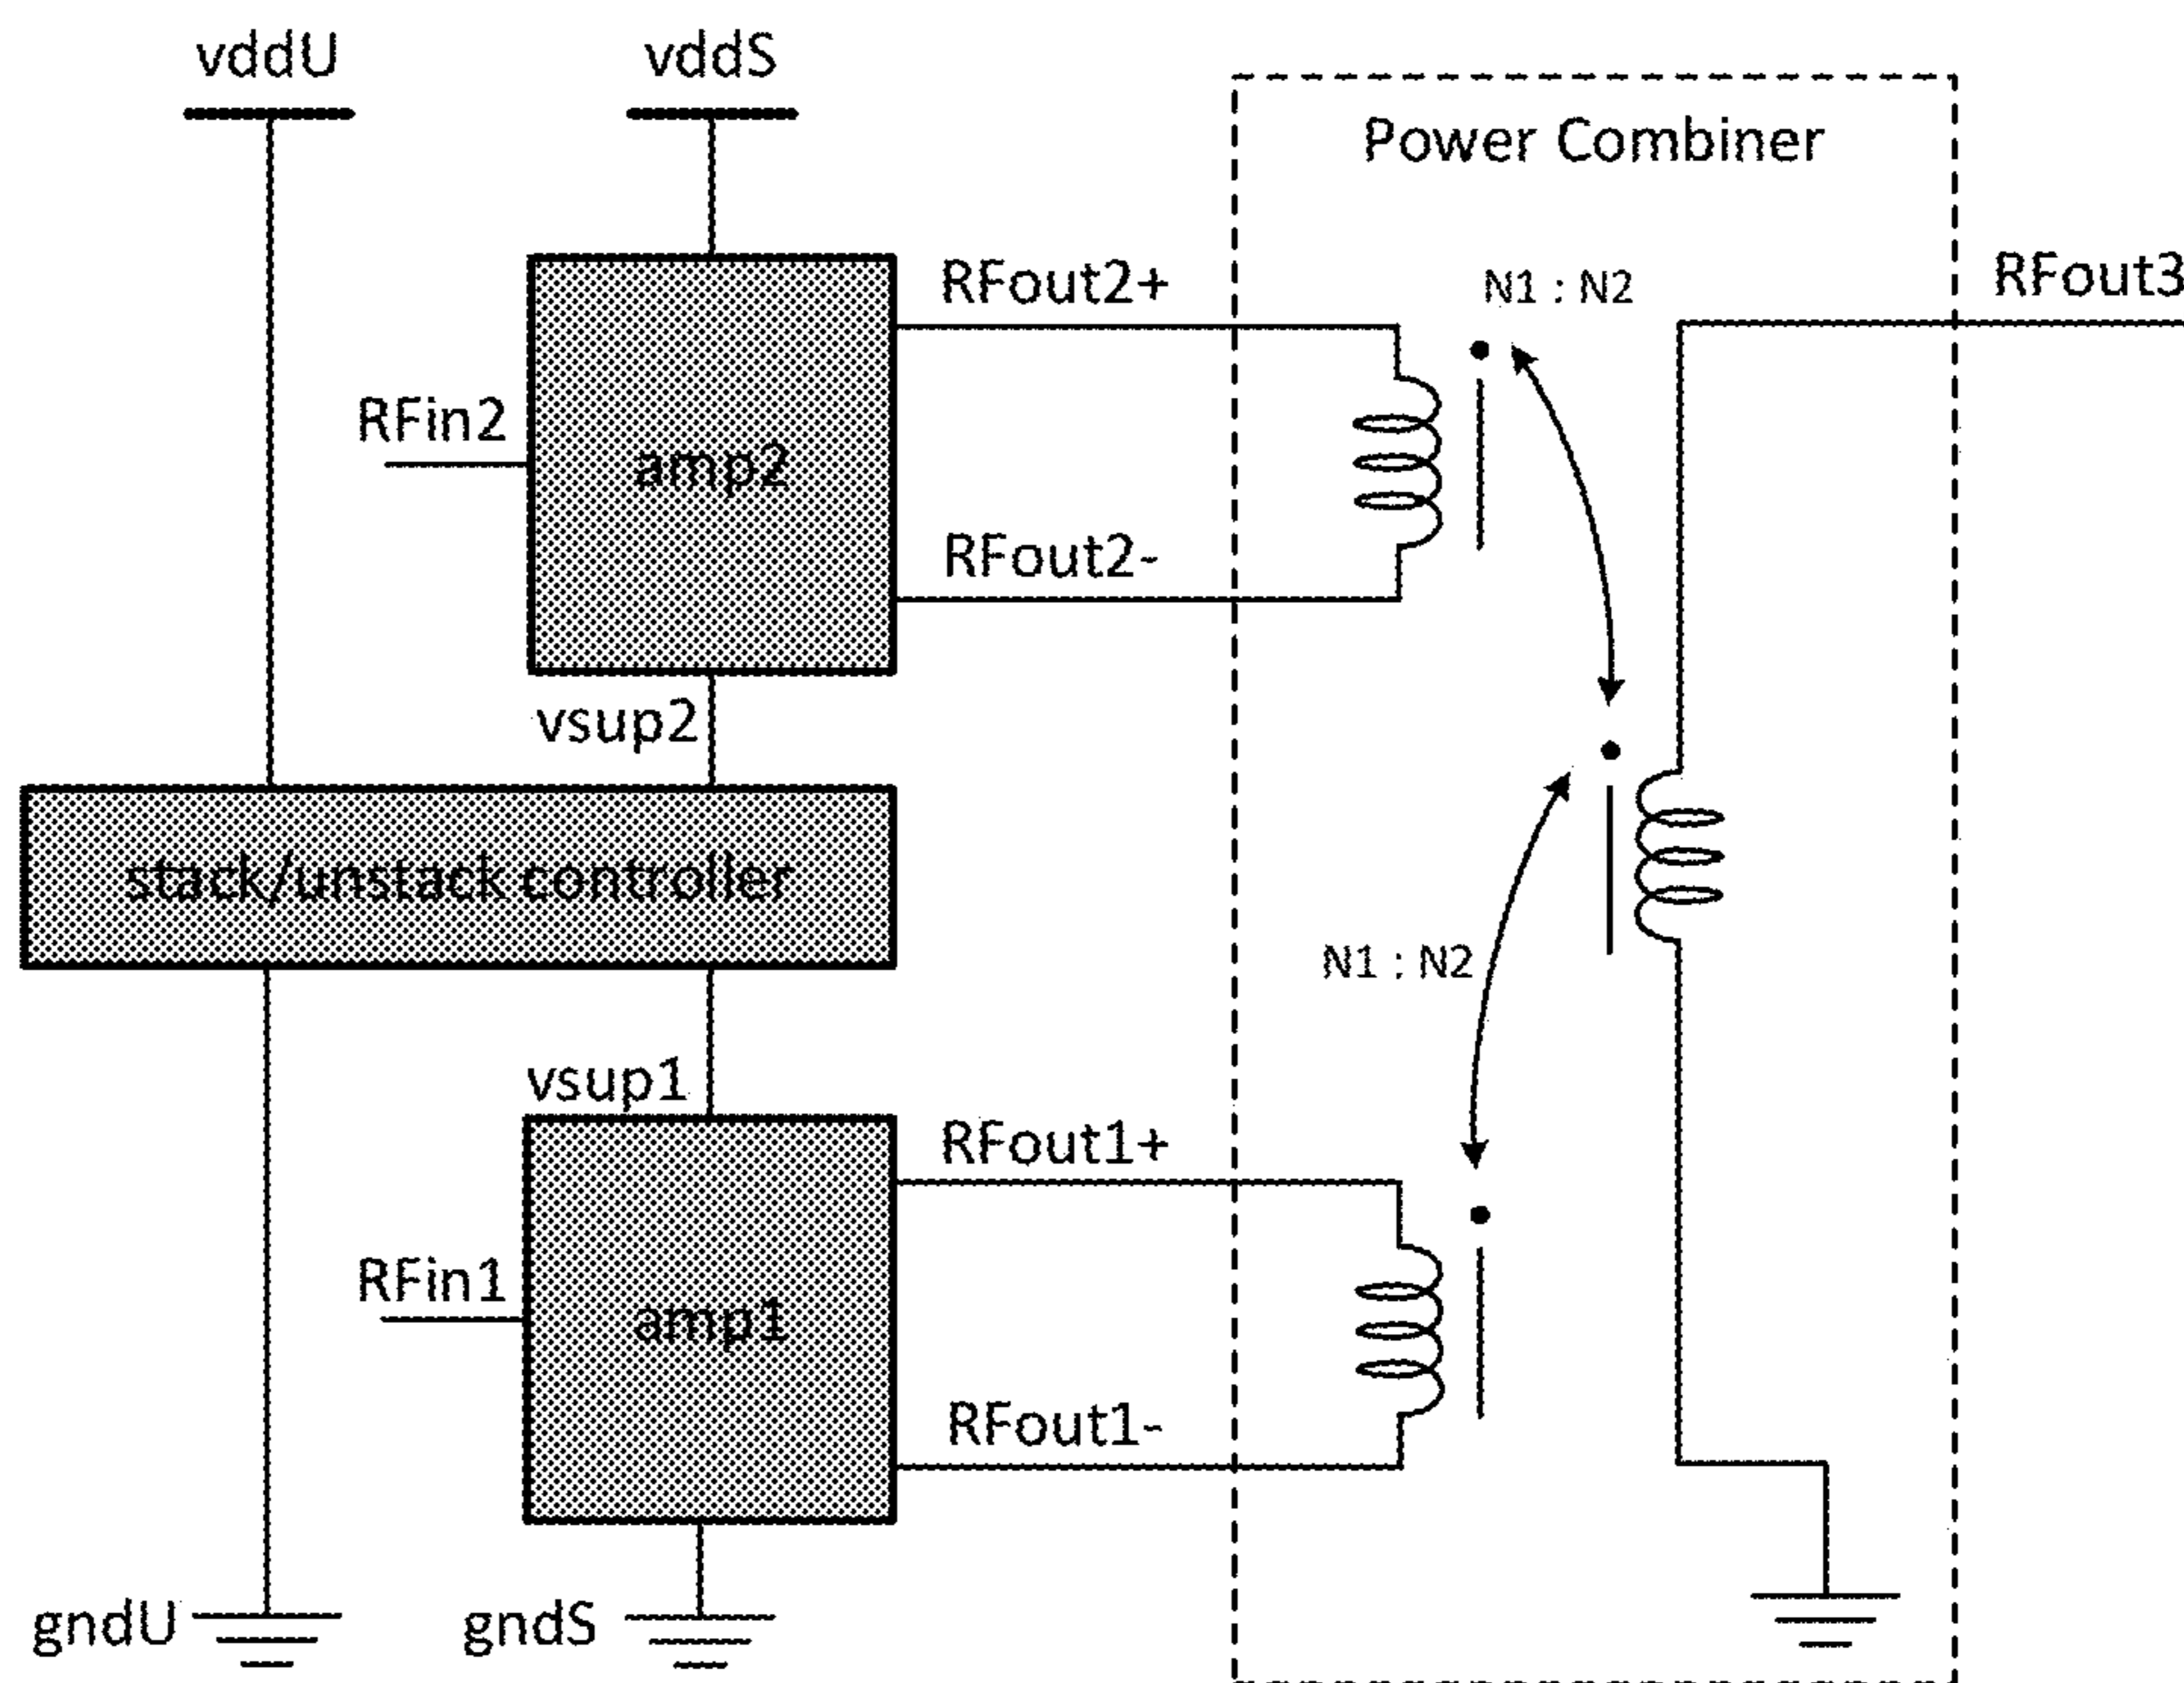 vddU
vddS
Power Combiner
RFout2+
N1 : N2
RFout3
RFin2
amp2
RFout2-
vsup2
stack/unstack controller
N1 : N2
vsup1
RFout1+
RFin1
amp1
RFout1-
gndU
gndS